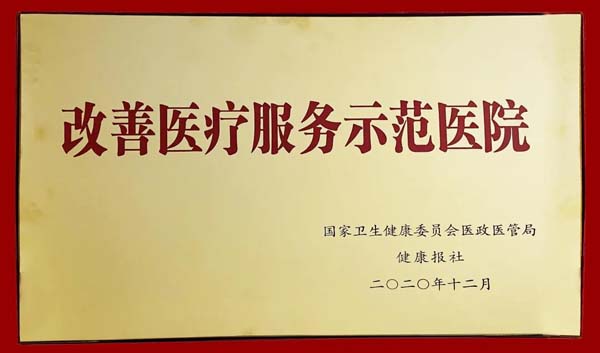 改善医疗服务示范医院
国家卫生健康委员会医政医管局
健康报社
二〇二〇年十二月